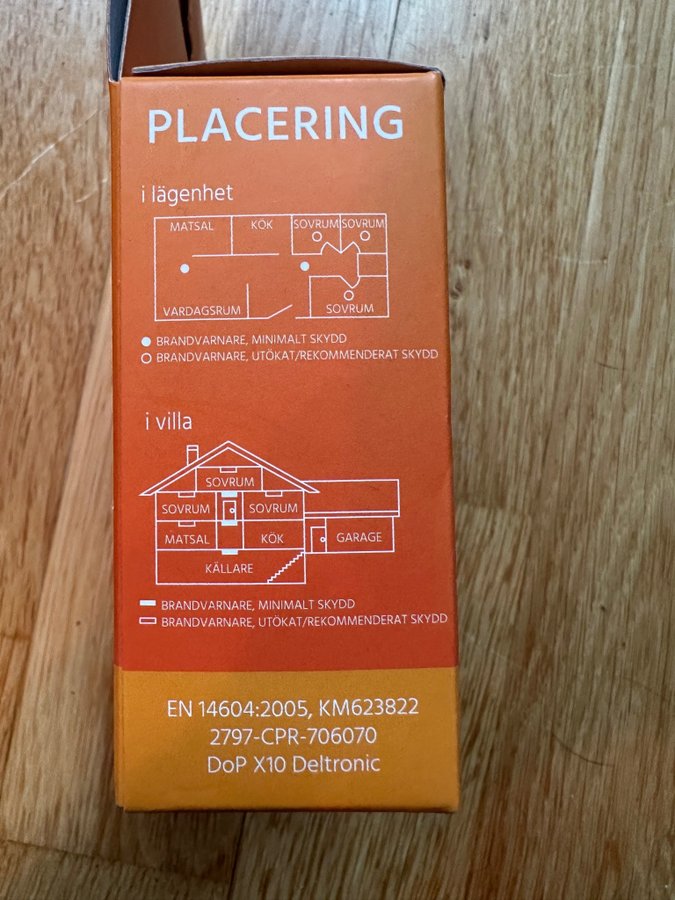 PLACERING
i lägenhet
MATSAL KÖK SOVRUM SOVRUM
VARDAGSRUM SOVRUM
BRANDVARNARE, MINIMALT SKYDD
BRANDVARNARE, UTÖKAT/REKOMMENDERAT SKYDD
i villa
SOVRUM
SOVRUM SOVRUM
MATSAL KÖK GARAGE
KÄLLARE
BRANDVARNARE, MINIMALT SKYDD
BRANDVARNARE, UTÖKAT/REKOMMENDERAT SKYDD
EN 14604:2005, KM623822
2797-CPR-706070
DoP X10 Deltronic